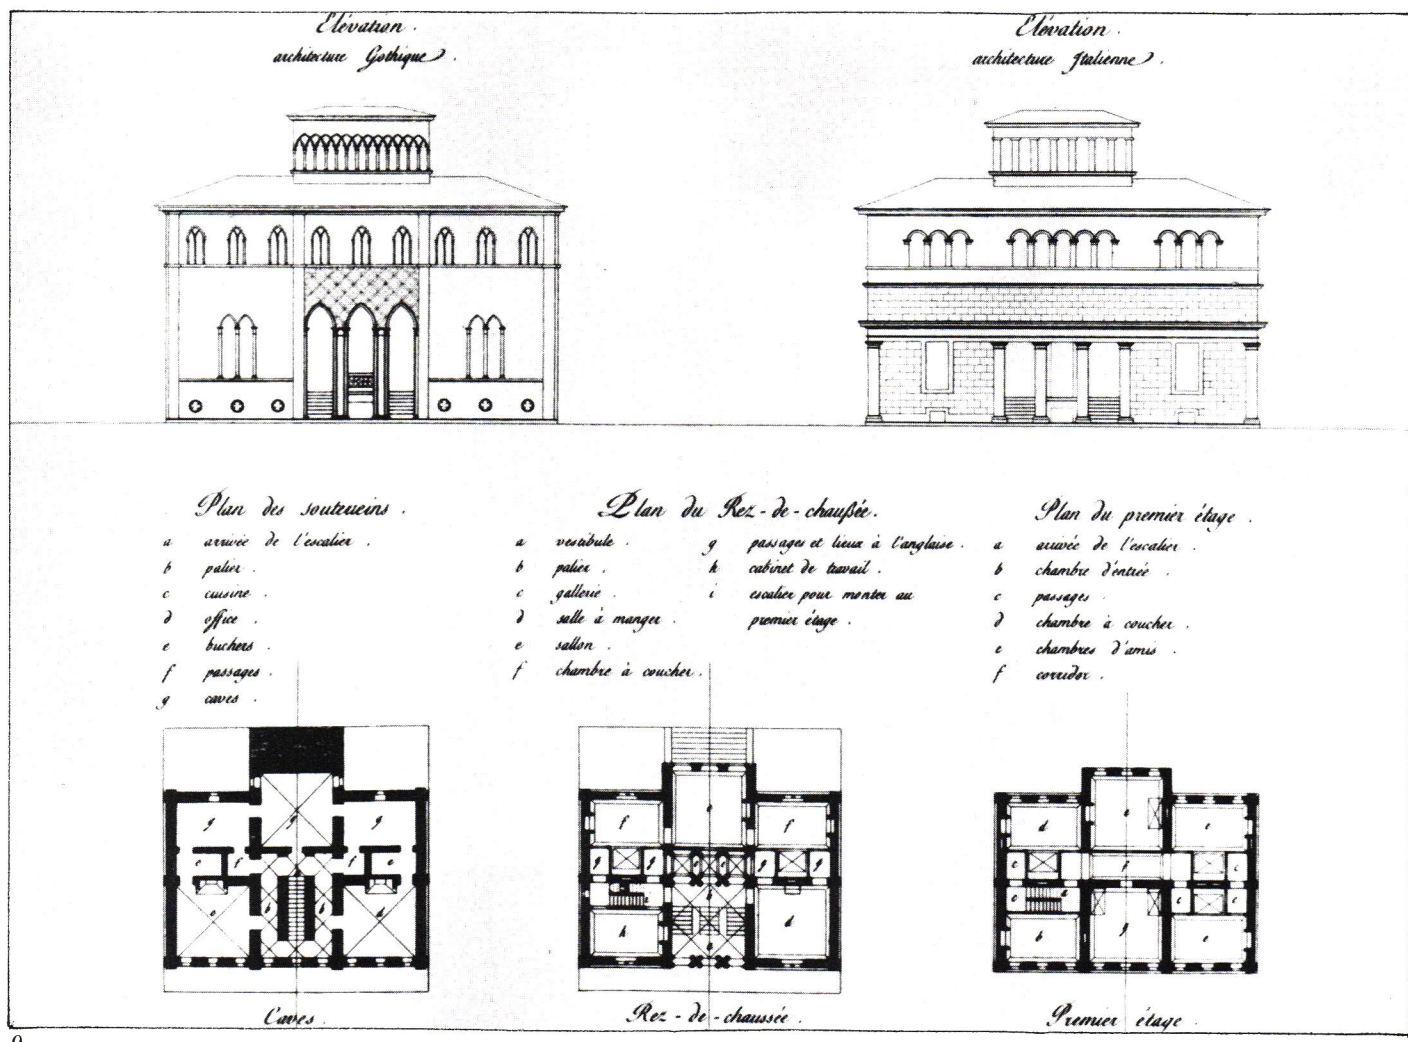 Elévation.
architecture Gothique.
Elévation.
architecture Italienne.
Plan des souterreins.
a arrivée de l'escalier.
b palier.
c cuisine.
d office.
e buchers.
f passages.
g caves.
Plan du Rez-de-chaußée.
a vestibule.
b palier.
c gallerie.
d salle à manger.
e sallon.
f chambre à coucher.
g passages et lieux à l'anglaise.
h cabinet de travail.
i escalier pour monter au
premier étage.
Plan du premier étage.
a arrivée de l'escalier.
b chambre d'entrée.
c passages.
d chambre à coucher.
e chambres d'amis.
f corridor.
g g g
e f f e
c b b d
f e f
g g c c g g
b i
h a d
d e e
c f c
c a c c
b g e
Caves.
Rez-de-chaussée.
Premier étage.